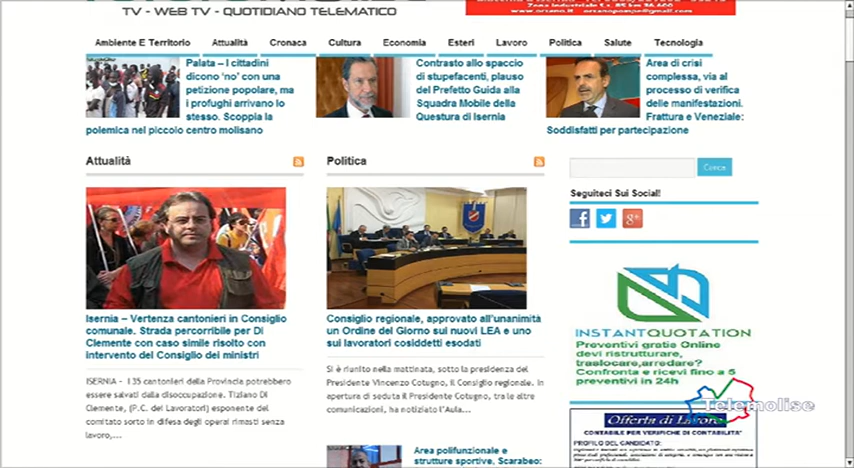 TV - WEB TV - QUOTIDIANO TELEMATICO
Ambiente E Territorio Attualità Cronaca Cultura Economia Esteri Lavoro Politica Salute Tecnologia
Palata – I cittadini
dicono 'no' con una
petizione popolare, ma
i profughi arrivano lo
stesso. Scoppia la
polemica nel piccolo centro molisano
Contrasto allo spaccio
di stupefacenti, plauso
del Prefetto Guida alla
Squadra Mobile della
Questura di Isernia
Area di crisi
complessa, via al
processo di verifica
delle manifestazioni.
Frattura e Veneziale:
Soddisfatti per partecipazione
Attualità
Isernia – Vertenza cantonieri in Consiglio
comunale. Strada percorribile per Di
Clemente con caso simile risolto con
intervento del Consiglio dei ministri
ISERNIA - 135 cantonieri della Provincia potrebbero
essere salvati dalla disoccupazione. Tiziano Di
Clemente, (P.C. dei Lavoratori) esponente del
comitato sorto in difesa degli operai rimasti senza
lavoro,...
Politica
Consiglio regionale, approvato all'unanimità
un Ordine del Giorno sui nuovi LEA e uno
sui lavoratori cosiddetti esodati
Si è riunito nella mattinata, sotto la presidenza del
Presidente Vincenzo Cotugno, il Consiglio regionale. In
apertura di seduta il Presidente Cotugno, tra le altre
comunicazioni, ha notiziato l'Aula...
Area polifunzionale e
strutture sportive, Scarabeo:
Cerca
Seguiteci Sui Social!
INSTANTQUOTATION
Preventivi gratis Online
devi ristrutturare,
traslocare,arredare?
Confronta e ricevi fino a 5
preventivi in 24h
Telemolise
Offerta di Lavoro
CONTABILE PER VERIFICHE DI CONTABILITA'
PROFILO DEL CANDIDATO: